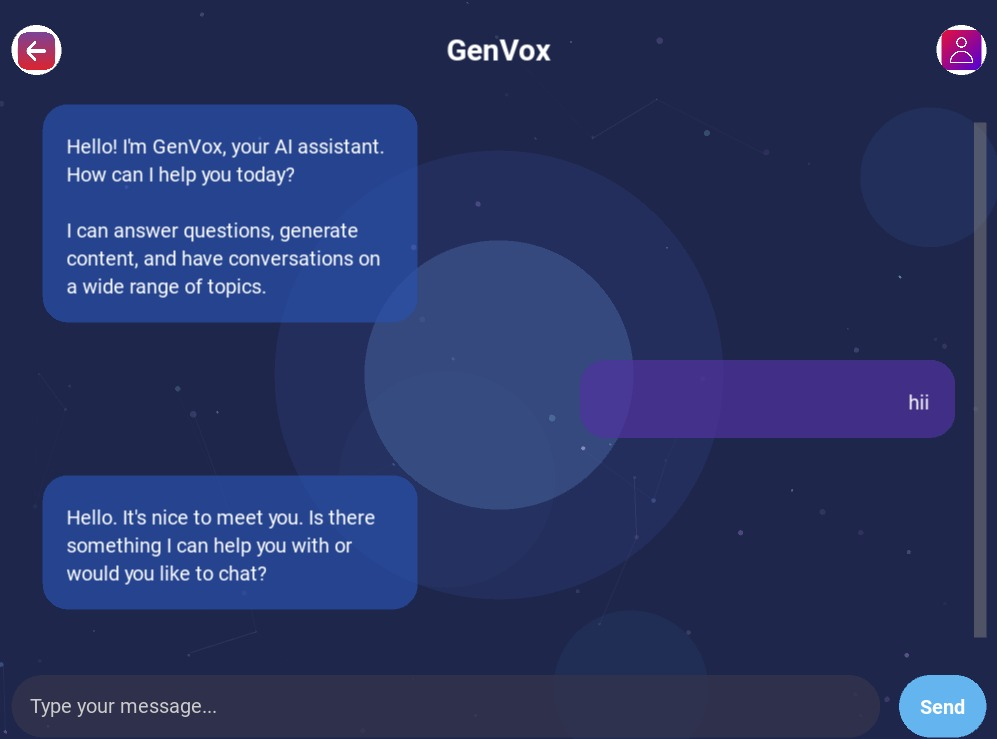 GenVox
Hello! I'm GenVox, your AI assistant.
How can I help you today?
I can answer questions, generate
content, and have conversations on
a wide range of topics.
hii
Hello. It's nice to meet you. Is there
something I can help you with or
would you like to chat?
Type your message...
Send